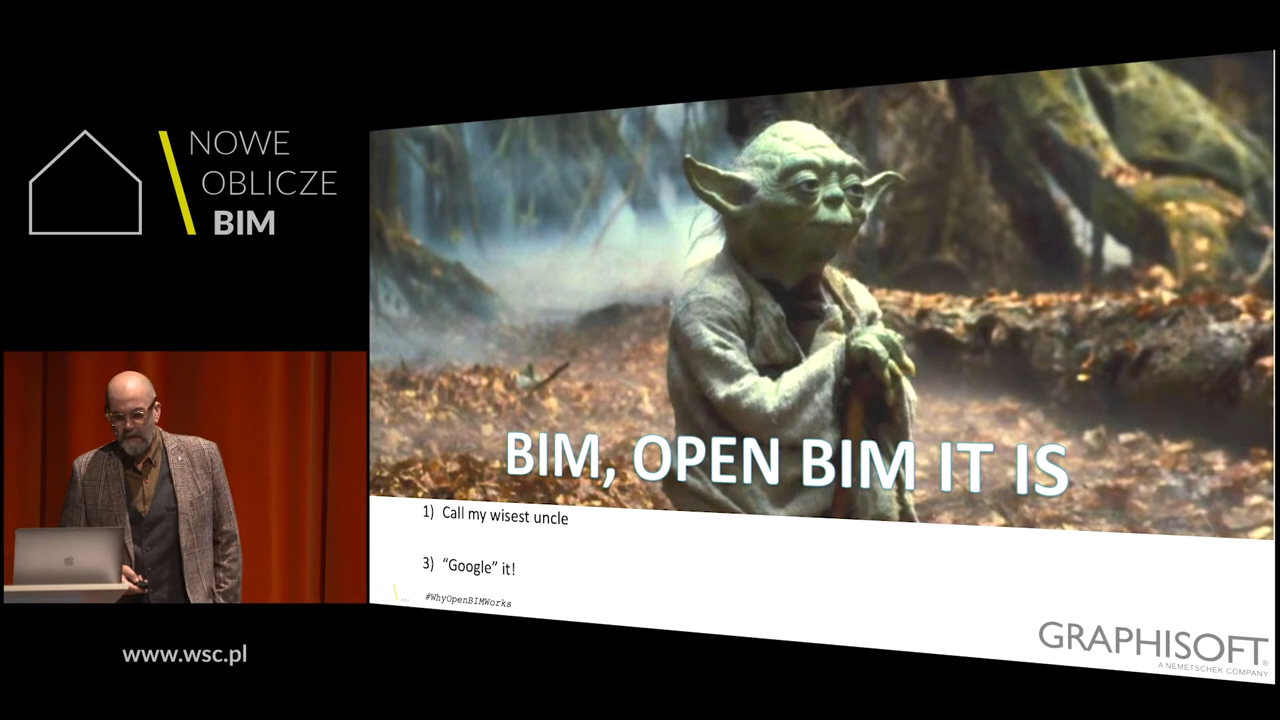 NOWE
OBLICZE
BIM
www.wsc.pl
BIM, OPEN BIM IT IS
1) Call my wisest uncle
3) “Google” it!
#WhyOpenBIMWorks
GRAPHISOFT®
A NEMETSCHEK COMPANY